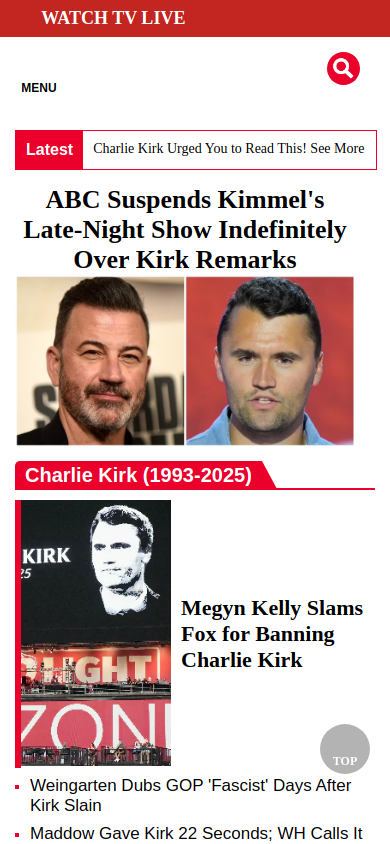 WATCH TV LIVE
MENU
Latest Charlie Kirk Urged You to Read This! See More
ABC Suspends Kimmel's
Late-Night Show Indefinitely
Over Kirk Remarks
Charlie Kirk (1993-2025)
KIRK
25
GHT
ZON
Megyn Kelly Slams
Fox for Banning
Charlie Kirk
TOP
Weingarten Dubs GOP 'Fascist' Days After
Kirk Slain
Maddow Gave Kirk 22 Seconds; WH Calls It